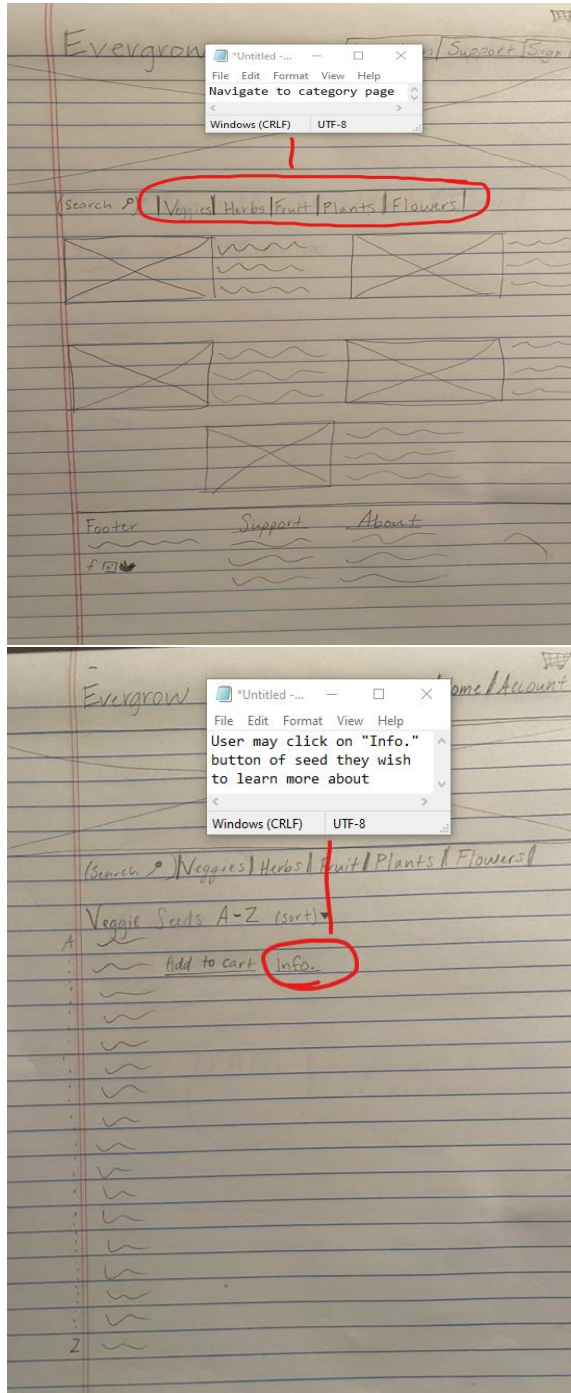 Evergrow
Support | Sign
*Untitled -...
File Edit Format View Help
Navigate to category page
Windows (CRLF) UTF-8
(Search | Veggies | Herbs | Fruit | Plants | Flowers |
Footer Support About
f
Evergrow
ome / Account
*Untitled -...
File Edit Format View Help
User may click on "Info."
button of seed they wish
to learn more about
Windows (CRLF) UTF-8
(Search ) Veggies | Herbs | Fruit | Plants | Flowers |
Veggie Seeds A-Z (sort)
A
Add to cart Info.
Z